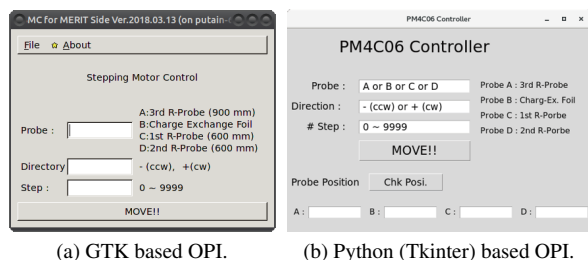 MC for MERIT Side Ver.2018.03.13 (on putain-
File About
Stepping Motor Control
A:3rd R-Probe (900 mm)
B:Charge Exchange Foil
C:1st R-Probe (600 mm)
D:2nd R-Probe (600 mm)
Probe :
Directory - (ccw), +(cw)
Step : 0 ~ 9999
MOVE!!
(a) GTK based OPI.
PM4C06 Controller
PM4C06 Controller
Probe : A or B or C or D Probe A : 3rd R-Probe
Probe B : Charg-Ex. Foil
Direction : - (ccw) or + (cw)
Probe C : 1st R-Porbe
# Step : 0 ~ 9999
Probe D : 2nd R-Porbe
MOVE!!
Probe Position Chk Posi.
A : B : C : D :
(b) Python (Tkinter) based OPI.